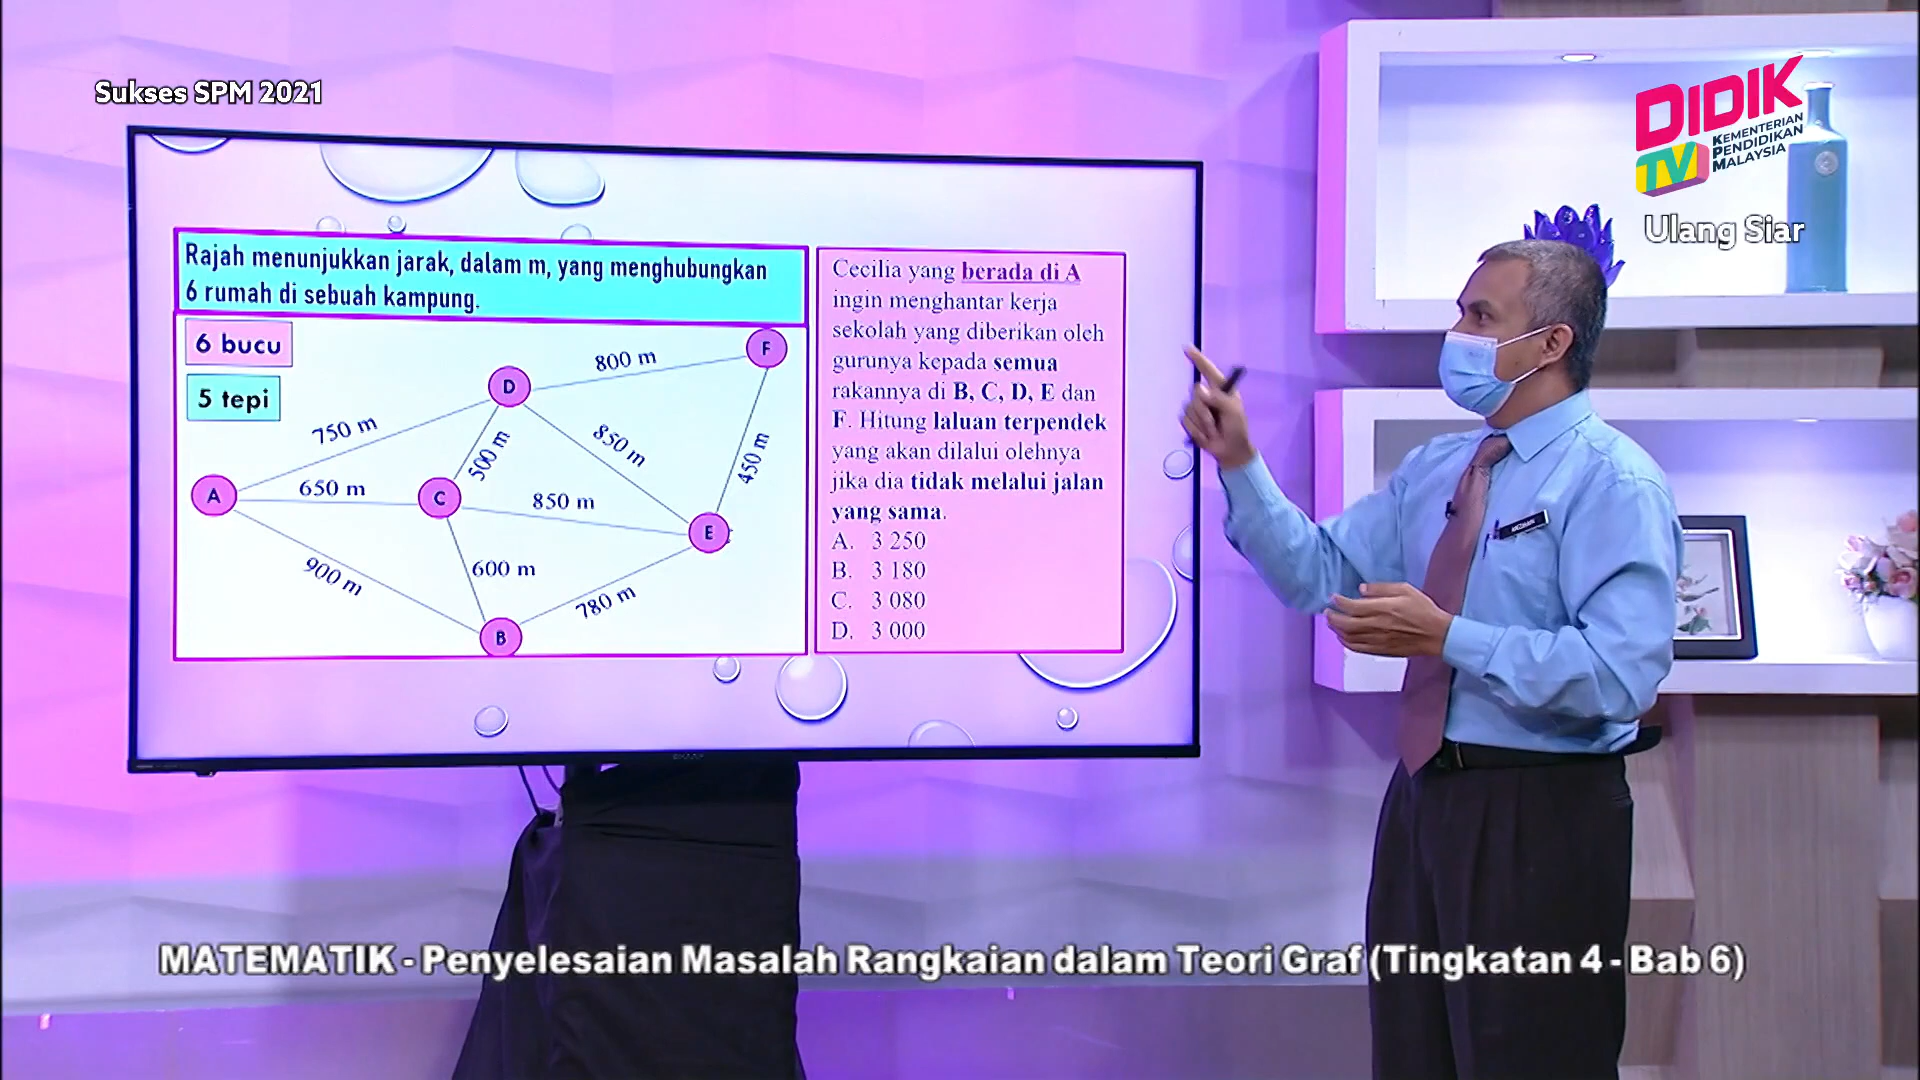 Sukses SPM 2021
DIDIK
TV
KEMENTERIAN
PENDIDIKAN
MALAYSIA
Ulang Siar
Rajah menunjukkan jarak, dalam m, yang menghubungkan
6 rumah di sebuah kampung.
6 bucu
5 tepi
F
800 m
D
750 m
850 m
500 m
450 m
A
650 m
C
850 m
E
900 m
600 m
780 m
B
Cecilia yang berada di A
ingin menghantar kerja
sekolah yang diberikan oleh
gurunya kepada semua
rakannya di B, C, D, E dan
F. Hitung laluan terpendek
yang akan dilalui olehnya
jika dia tidak melalui jalan
yang sama.
A. 3 250
B. 3 180
C. 3 080
D. 3 000
MATEMATIK - Penyelesaian Masalah Rangkaian dalam Teori Graf (Tingkatan 4 - Bab 6)